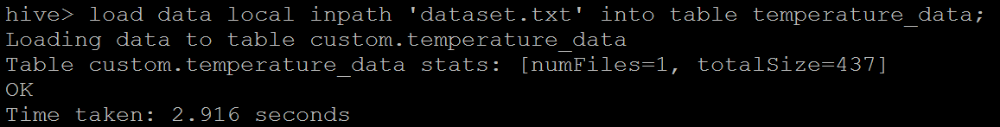 hive> load data local inpath 'dataset.txt' into table temperature_data;
Loading data to table custom.temperature_data
Table custom.temperature_data stats: [numFiles=1, totalSize=437]
OK
Time taken: 2.916 seconds